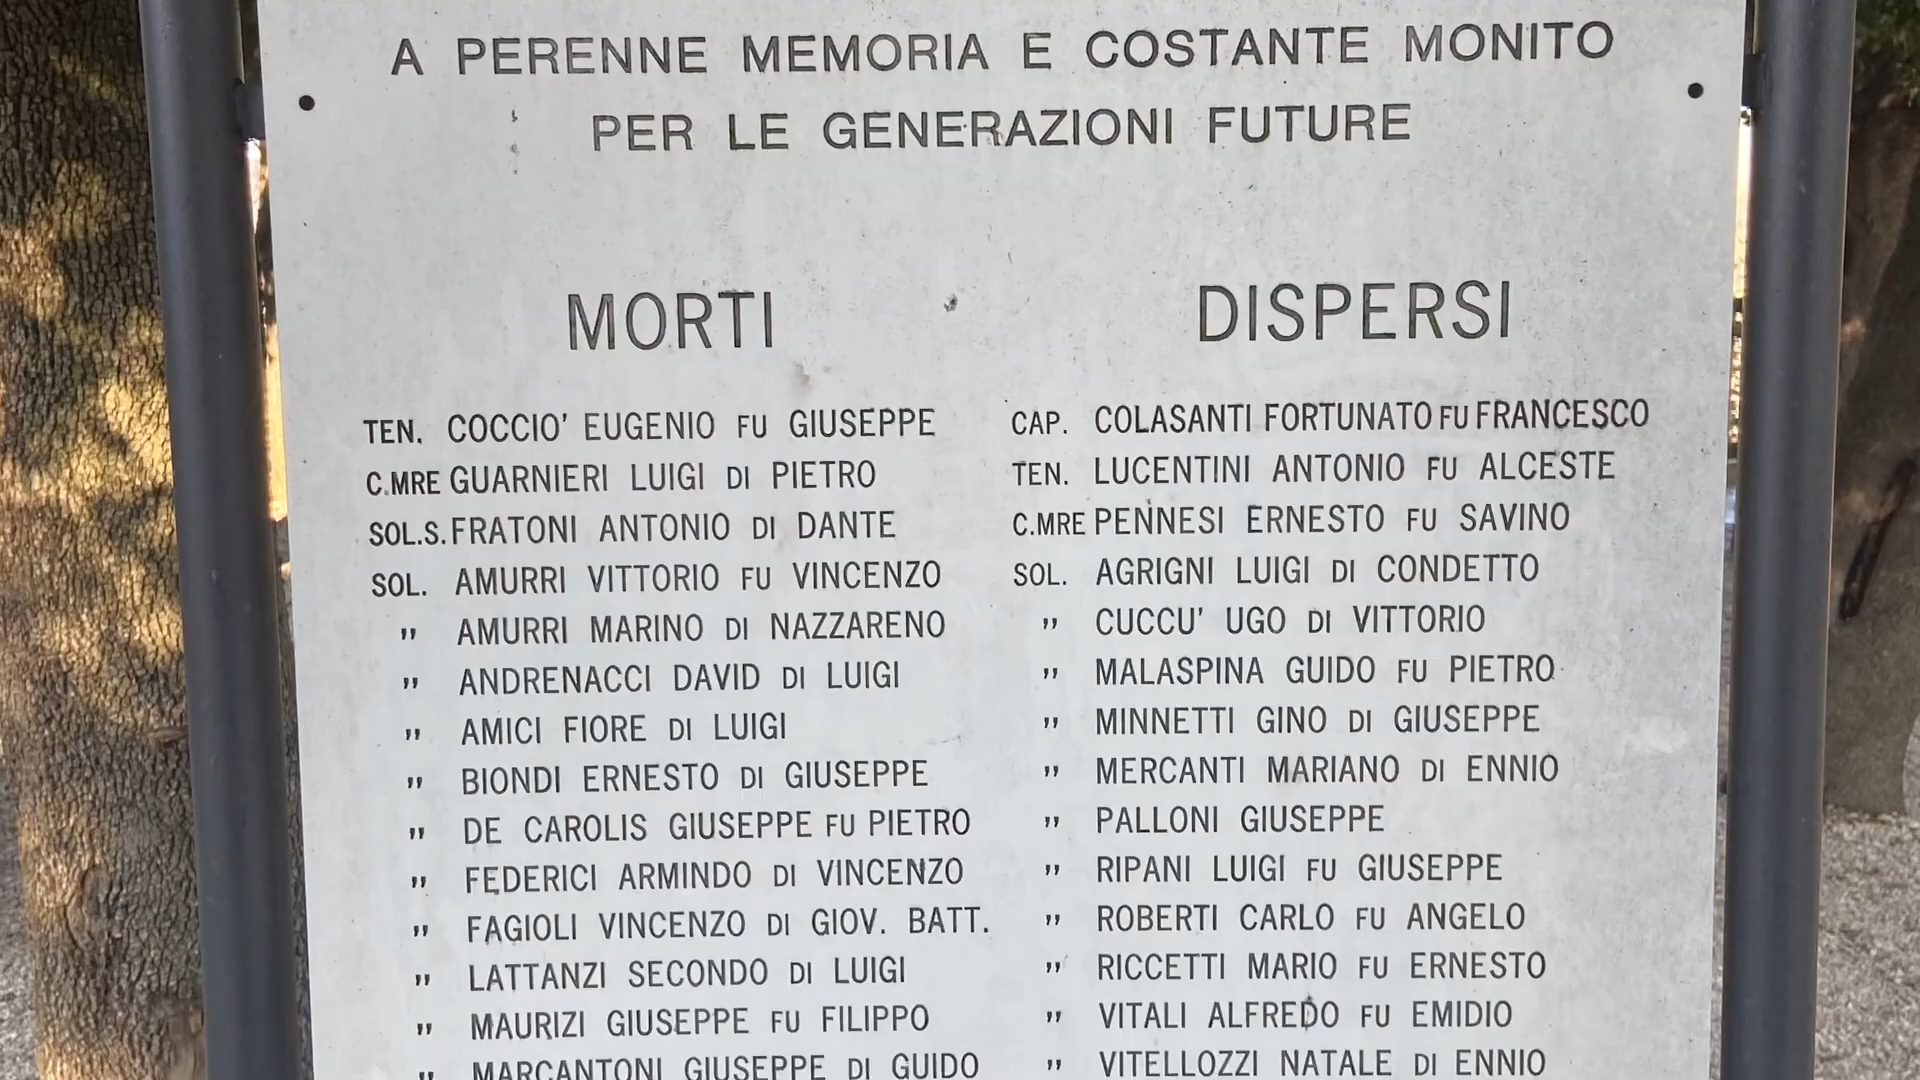 A PERENNE MEMORIA E COSTANTE MONITO
PER LE GENERAZIONI FUTURE
MORTI
TEN. COCCIO' EUGENIO FU GIUSEPPE
C.MRE GUARNIERI LUIGI DI PIETRO
SOL.S. FRATONI ANTONIO DI DANTE
SOL. AMURRI VITTORIO FU VINCENZO
" AMURRI MARINO DI NAZZARENO
" ANDRENACCI DAVID DI LUIGI
" AMICI FIORE DI LUIGI
" BIONDI ERNESTO DI GIUSEPPE
" DE CAROLIS GIUSEPPE FU PIETRO
" FEDERICI ARMINDO DI VINCENZO
" FAGIOLI VINCENZO DI GIOV. BATT.
" LATTANZI SECONDO DI LUIGI
" MAURIZI GIUSEPPE FU FILIPPO
" MARCANTONI GIUSEPPE DI GUIDO
DISPERSI
CAP. COLASANTI FORTUNATO FU FRANCESCO
TEN. LUCENTINI ANTONIO FU ALCESTE
C.MRE PENNESI ERNESTO FU SAVINO
SOL. AGRIGNI LUIGI DI CONDETTO
" CUCCU' UGO DI VITTORIO
" MALASPINA GUIDO FU PIETRO
" MINNETTI GINO DI GIUSEPPE
" MERCANTI MARIANO DI ENNIO
" PALLONI GIUSEPPE
" RIPANI LUIGI FU GIUSEPPE
" ROBERTI CARLO FU ANGELO
" RICCETTI MARIO FU ERNESTO
" VITALI ALFREDO FU EMIDIO
" VITELLOZZI NATALE DI ENNIO